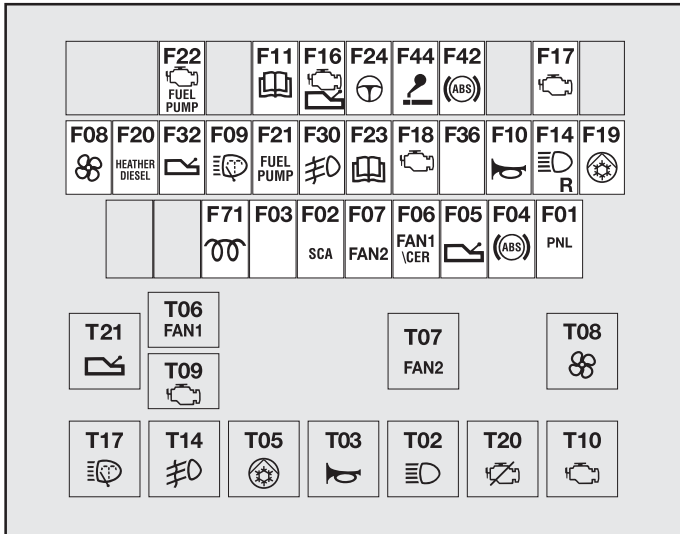 F22 F11 F16 F24 F44 F42 F17
FUEL
PUMP
ABS
F08 F20 F32 F09 F21 F30 F23 F18 F36 F10 F14 F19
HEATHER
DIESEL
FUEL
PUMP
R
F71 F03 F02 F07 F06 F05 F04 F01
SCA FAN2 FAN1
\CER
ABS
PNL
T21
T06
FAN1
T09
T07
FAN2
T08
T17 T14 T05 T03 T02 T20 T10